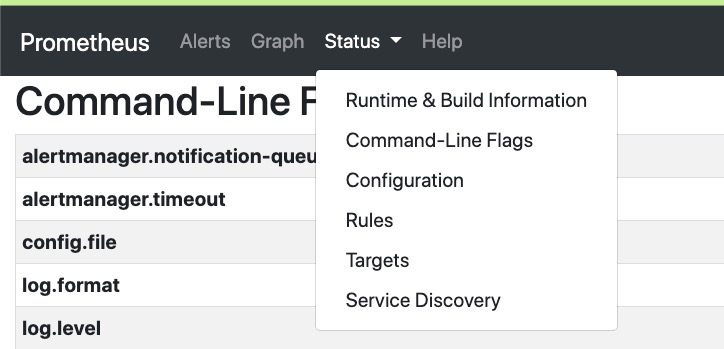 Prometheus Alerts Graph Status Help
Command-Line F
Runtime & Build Information
Command-Line Flags
Configuration
Rules
Targets
Service Discovery
alertmanager.notification-queu
alertmanager.timeout
config.file
log.format
log.level